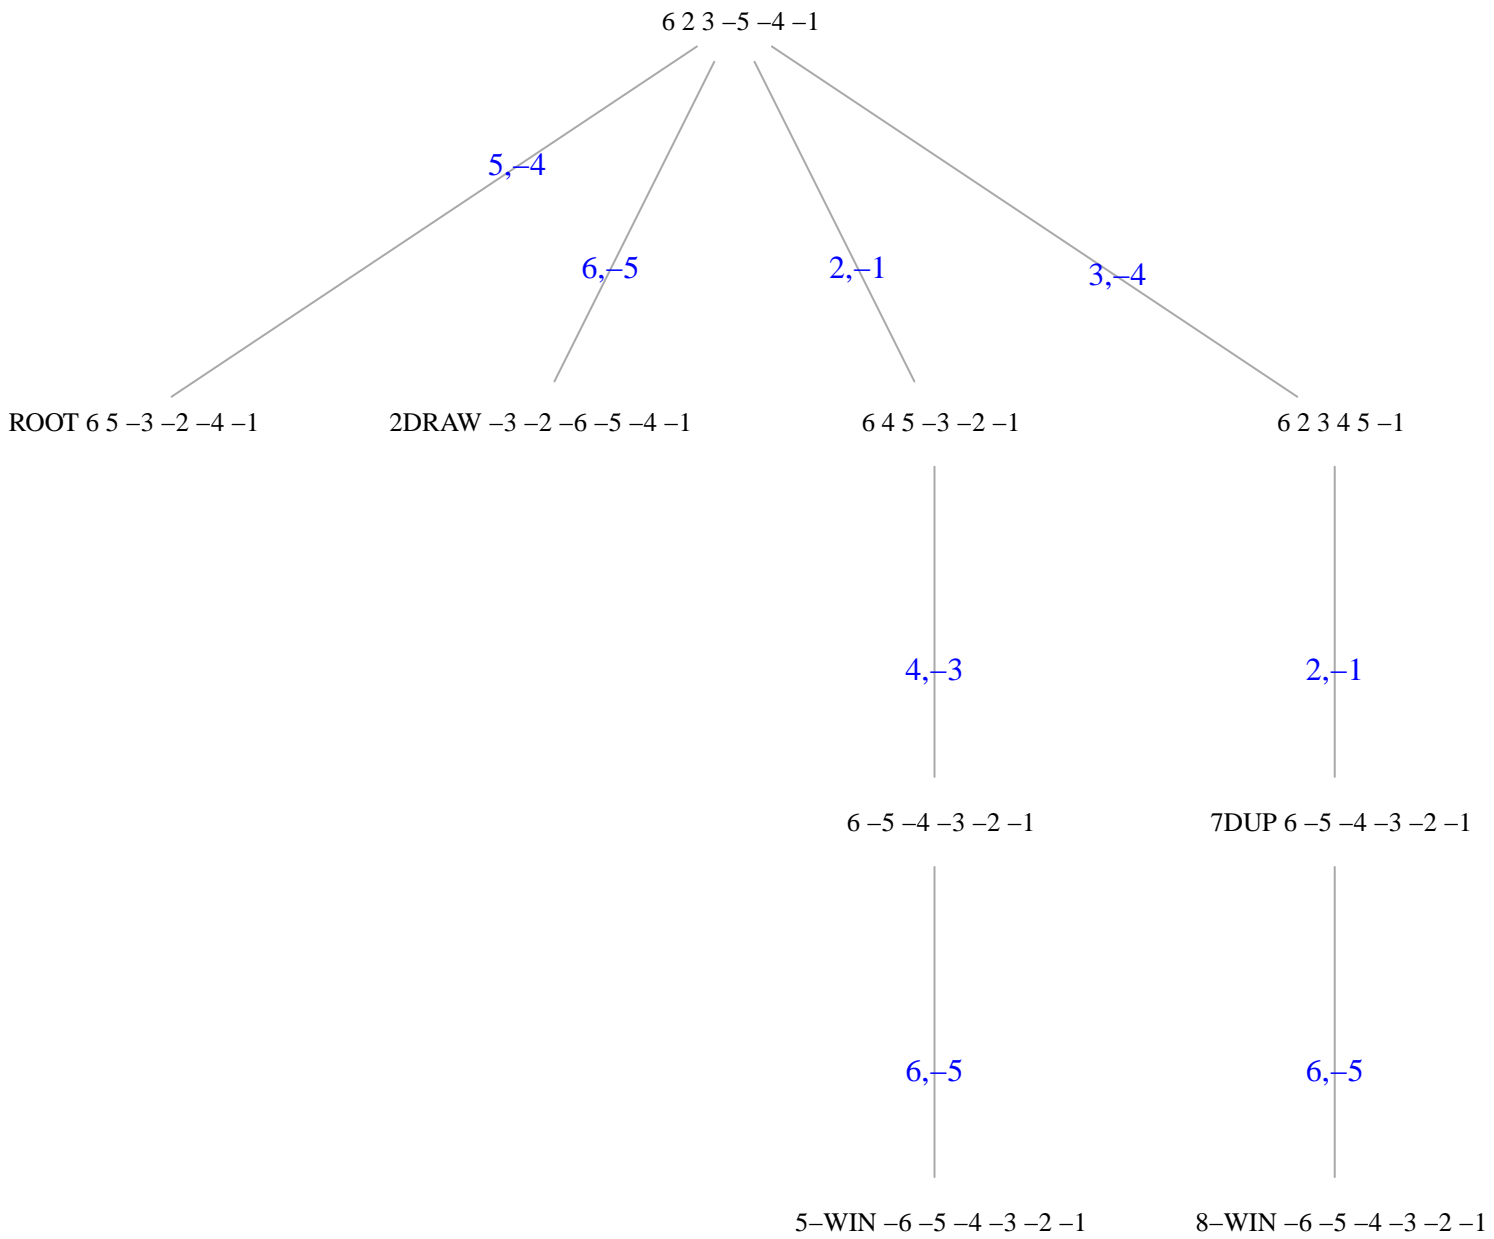 6 2 3 –5 –4 –1
5,–4
6,–5
2,–1
3,–4
ROOT 6 5 –3 –2 –4 –1
2DRAW –3 –2 –6 –5 –4 –1
6 4 5 –3 –2 –1
6 2 3 4 5 –1
4,–3
2,–1
6 –5 –4 –3 –2 –1
7DUP 6 –5 –4 –3 –2 –1
6,–5
6,–5
5–WIN –6 –5 –4 –3 –2 –1
8–WIN –6 –5 –4 –3 –2 –1